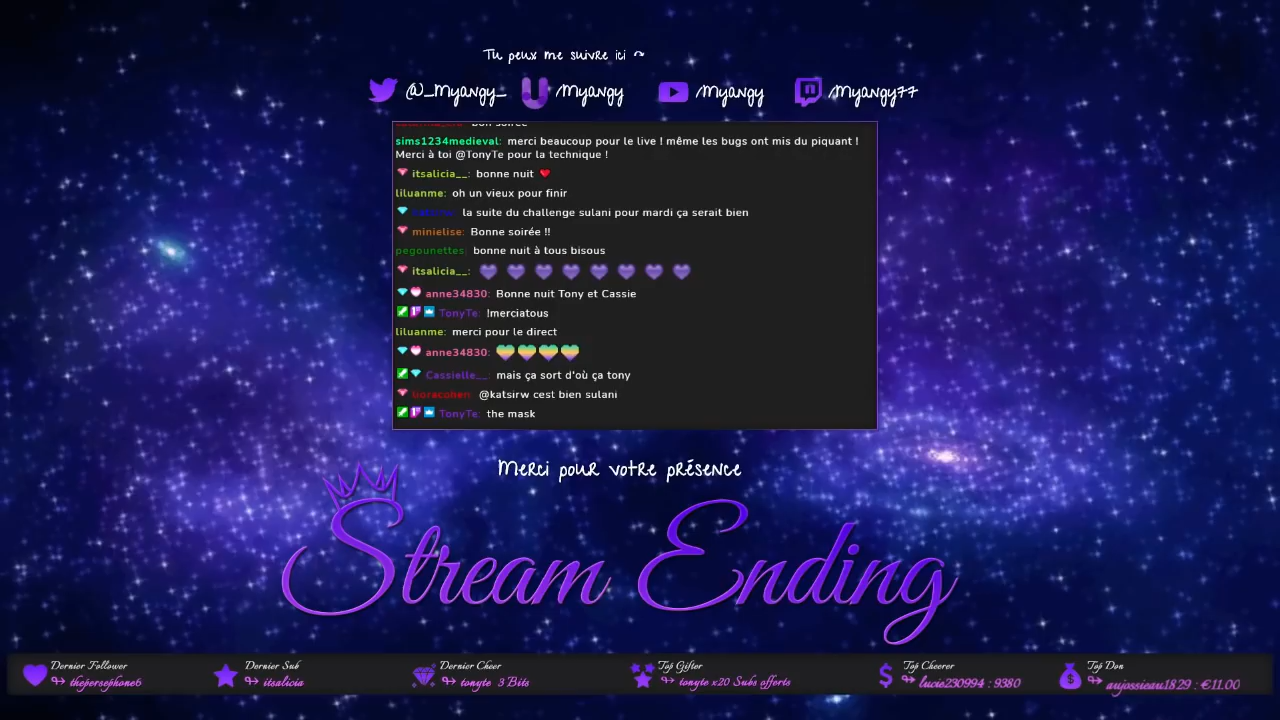 Tu peux me suivre ici
@_Myangy_ /Myangy /Myangy /Myangy77
bon soirée
sims1234medieval: merci beaucoup pour le live ! même les bugs ont mis du piquant !
Merci à toi @TonyTe pour la technique !
itsalicia__: bonne nuit
liluanme: oh un vieux pour finir
la suite du challenge sulani pour mardi ça serait bien
minielise: Bonne soirée !!
pegounettes: bonne nuit à tous bisous
itsalicia__:
anne34830: Bonne nuit Tony et Cassie
TonyTe: !merciatous
liluanme: merci pour le direct
anne34830:
Cassielle__: mais ça sort d'où ça tony
lioracohen: @katsirw cest bien sulani
TonyTe: the mask
Merci pour votre présence
Stream Ending
Dernier Follower Dernier Sub Dernier Cheer Top Gifter Top Cheerer Top Don
thepersephone6 itsalicia tonyte 3 Bits tonyte x20 Subs offerts lucie230994 : 9380 aujossieau1829 : €11.00